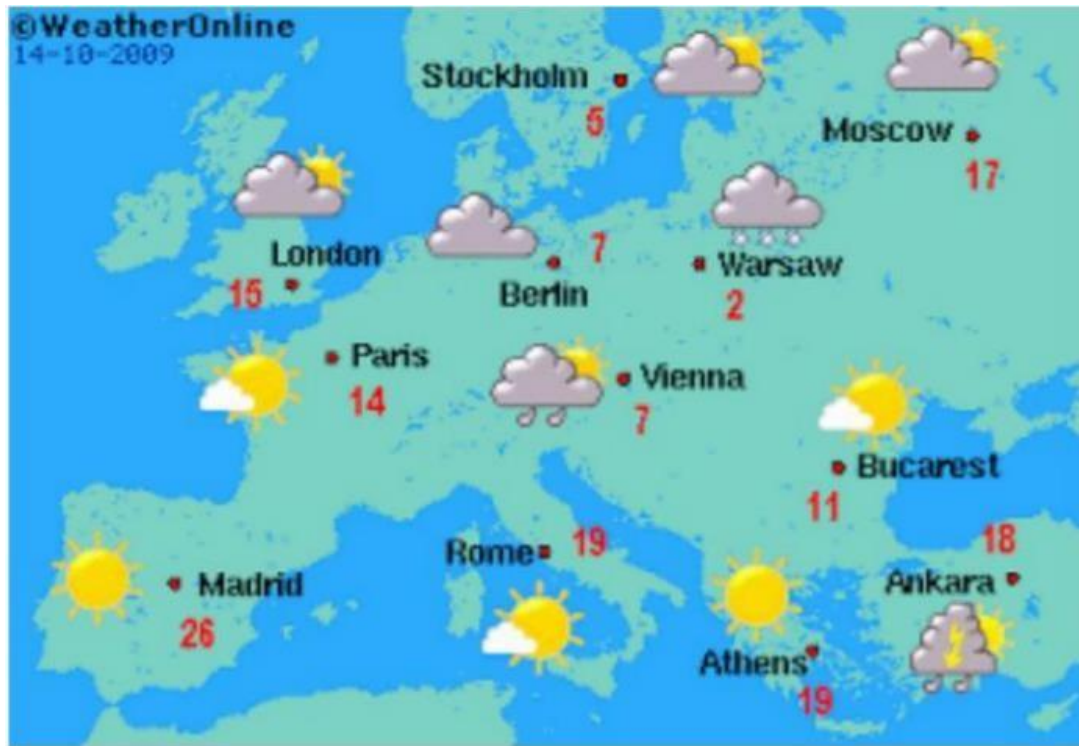 ©WeatherOnline
14-10-2009
Stockholm
5
Moscow
17
London
15
7
Berlin
Warsaw
2
Paris
14
Vienna
7
Bucarest
11
Rome
19
18
Ankara
Madrid
26
Athens
19